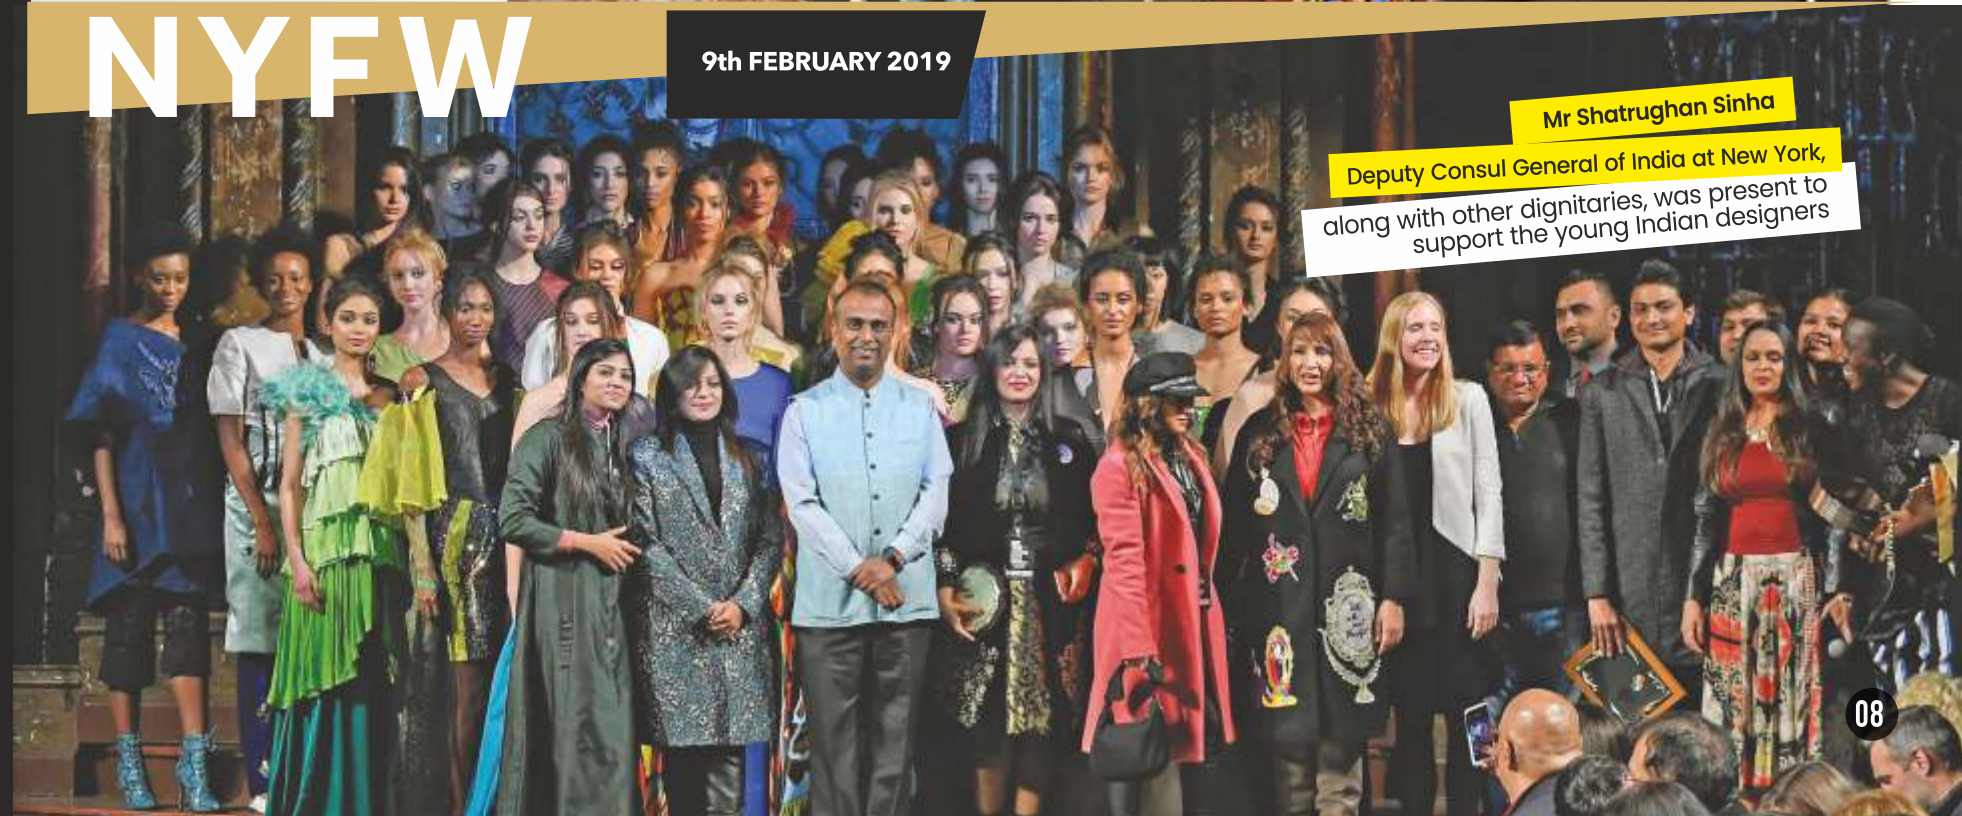 NYFW
9th FEBRUARY 2019
Mr Shatrughan Sinha
Deputy Consul General of India at New York,
along with other dignitaries, was present to
support the young Indian designers
08